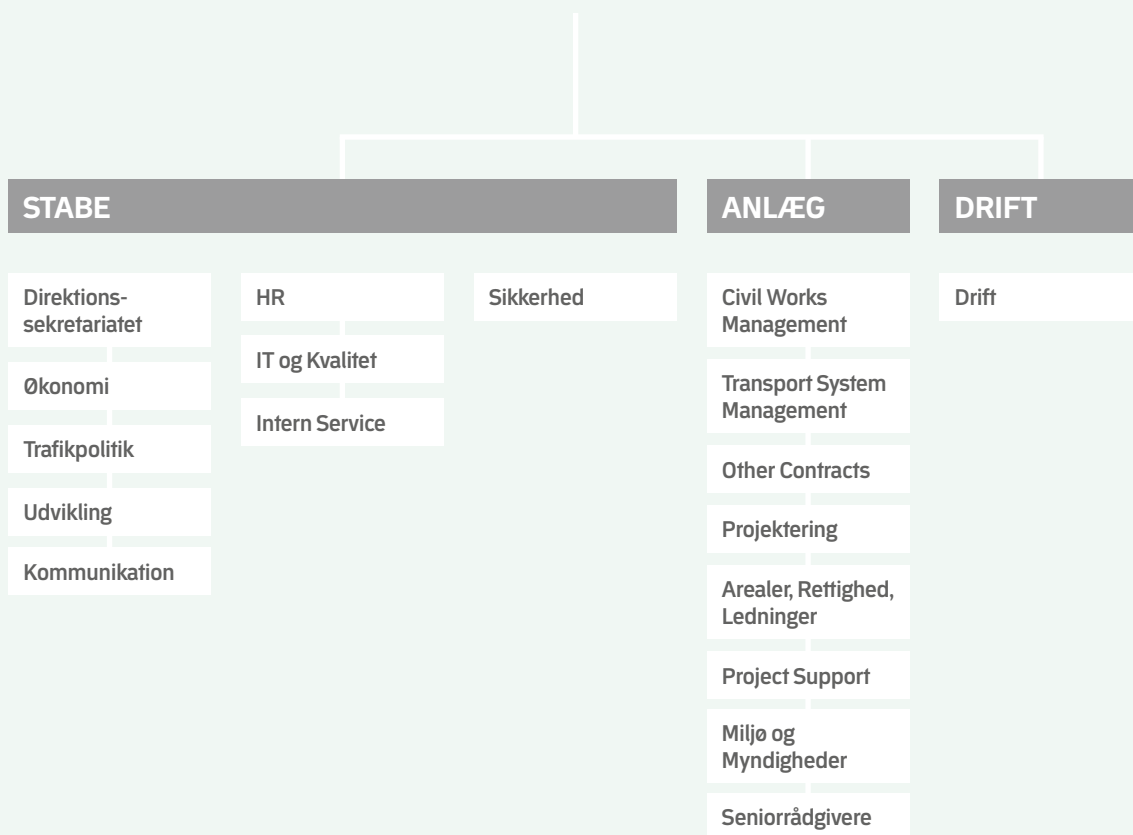 STABE
Direktions-
sekretariatet
Økonomi
Trafikpolitik
Udvikling
Kommunikation
HR
IT og Kvalitet
Intern Service
Sikkerhed
ANLÆG
Civil Works
Management
Transport System
Management
Other Contracts
Projektering
Arealer, Rettighed,
Ledninger
Project Support
Miljø og
Myndigheder
Seniorrådgivere
DRIFT
Drift